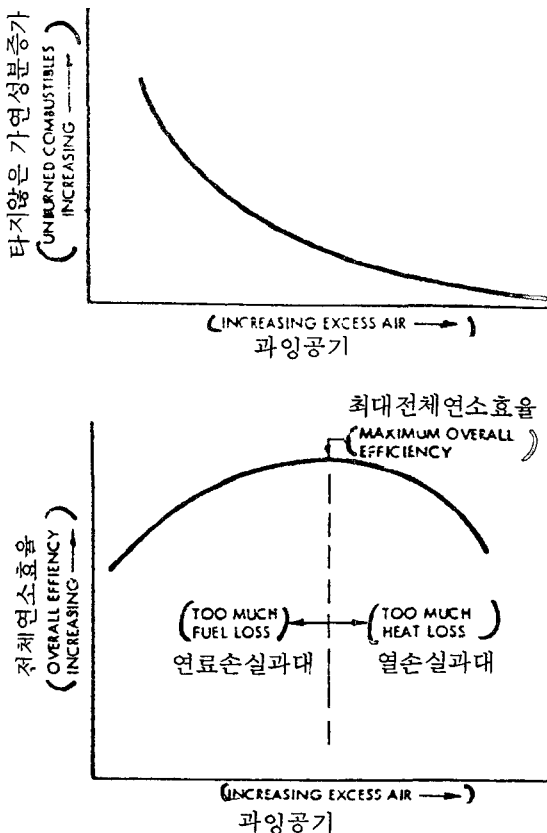 타지않은 가연성분증가
(UNBURNED COMBUSTIBLES
INCREASING →)
(INCREASING EXCESS AIR →)
과잉공기
최대전체연소효율
(MAXIMUM OVERALL
EFFICIENCY)
전체연소효율
(OVERALL EFFIENCY
INCREASING →)
(TOO MUCH
FUEL LOSS)
연료손실과대
(TOO MUCH
HEAT LOSS)
열손실과대
(INCREASING EXCESS AIR →)
과잉공기